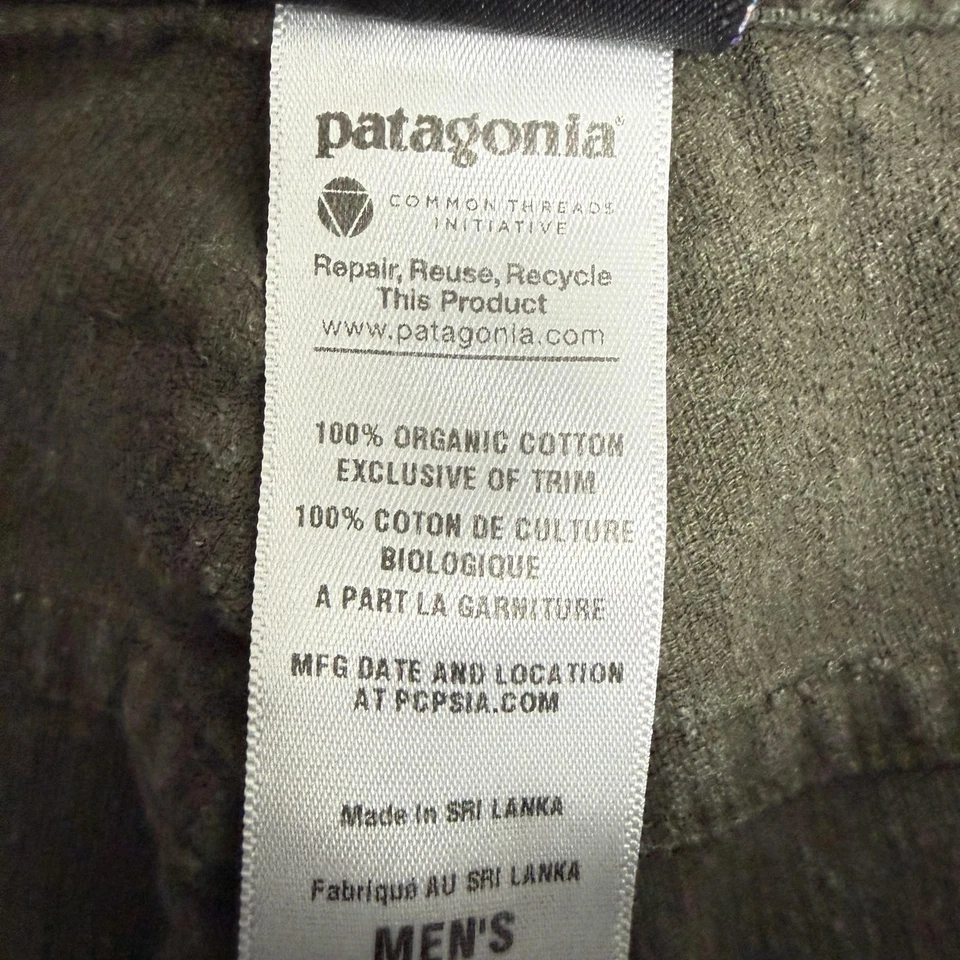 patagonia®
COMMON THREADS
INITIATIVE
Repair, Reuse, Recycle
This Product
www.patagonia.com
100% ORGANIC COTTON
EXCLUSIVE OF TRIM
100% COTON DE CULTURE
BIOLOGIQUE
A PART LA GARNITURE
MFG DATE AND LOCATION
AT PCPSIA.COM
Made in SRI LANKA
Fabriqué AU SRI LANKA
MEN'S